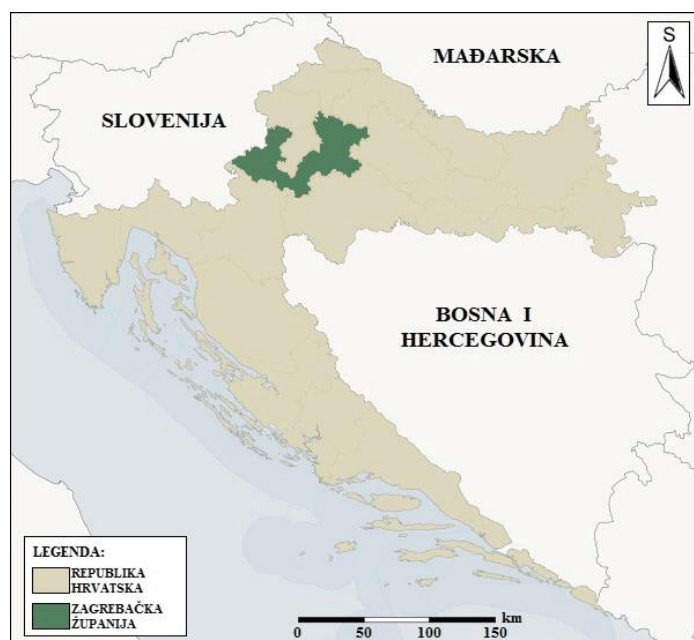 S
MAĐARSKA
SLOVENIJA
BOSNA I
HERCEGOVINA
LEGENDA:
REPUBLIKA
HRVATSKA
ZAGREBAČKA
ŽUPANIJA
km
0 50 100 150